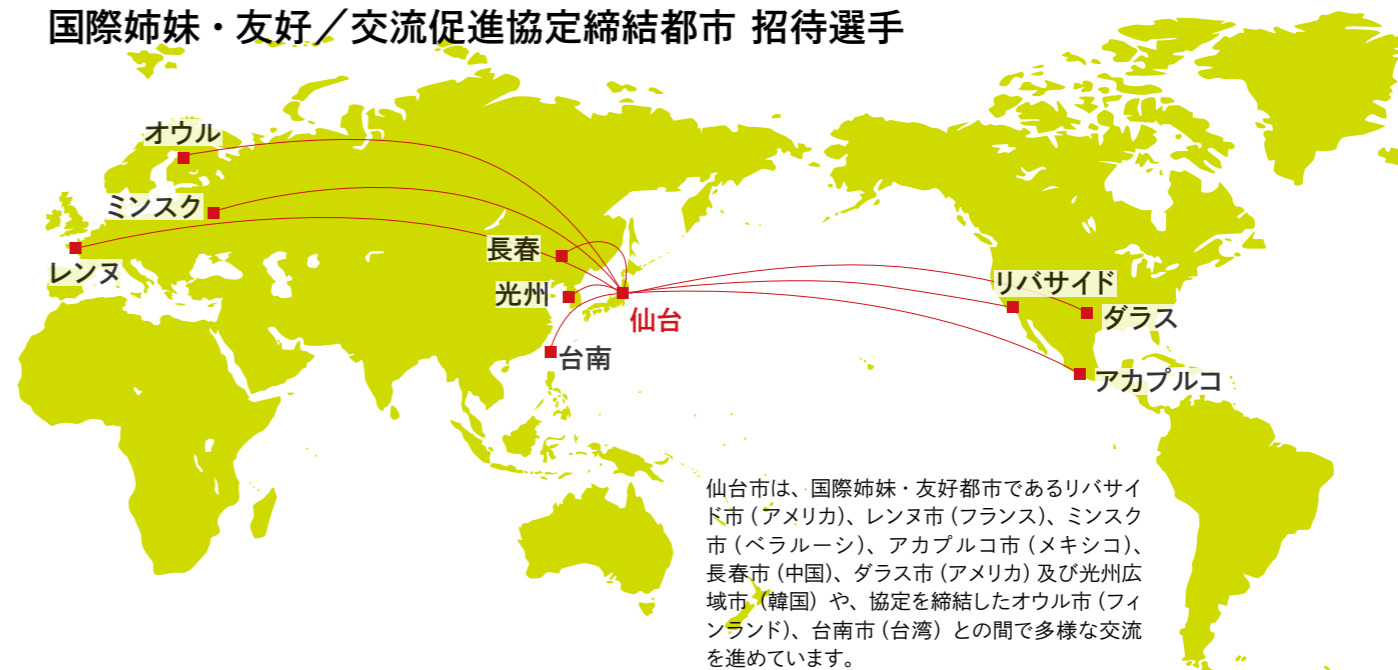 国際姉妹・友好／交流促進協定締結都市 招待選手
オウル
ミンスク
レンヌ
長春
光州
仙台
台南
リバサイド
ダラス
アカプルコ
仙台市は、国際姉妹・友好都市であるリバサイ
ド市（アメリカ）、レンヌ市（フランス）、ミンスク
市（ベラルーシ）、アカプルコ市（メキシコ）、
長春市（中国）、ダラス市（アメリカ）及び光州広
域市（韓国）や、協定を締結したオウル市（フィ
ンランド）、台南市（台湾）との間で多様な交流
を進めています。